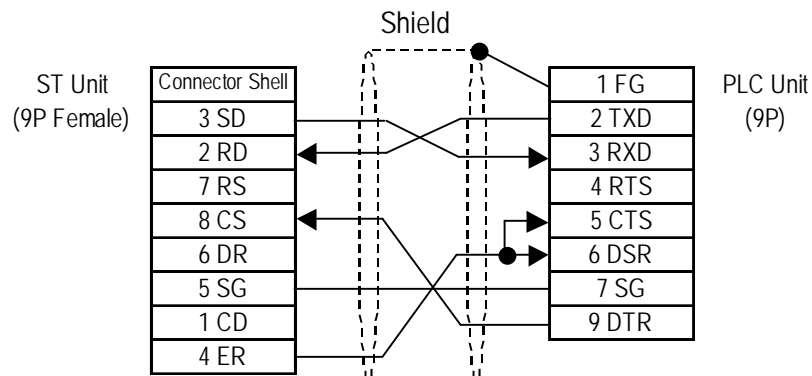 Shield
ST Unit
(9P Female)
Connector Shell
3 SD
2 RD
7 RS
8 CS
6 DR
5 SG
1 CD
4 ER
1 FG
2 TXD
3 RXD
4 RTS
5 CTS
6 DSR
7 SG
9 DTR
PLC Unit
(9P)